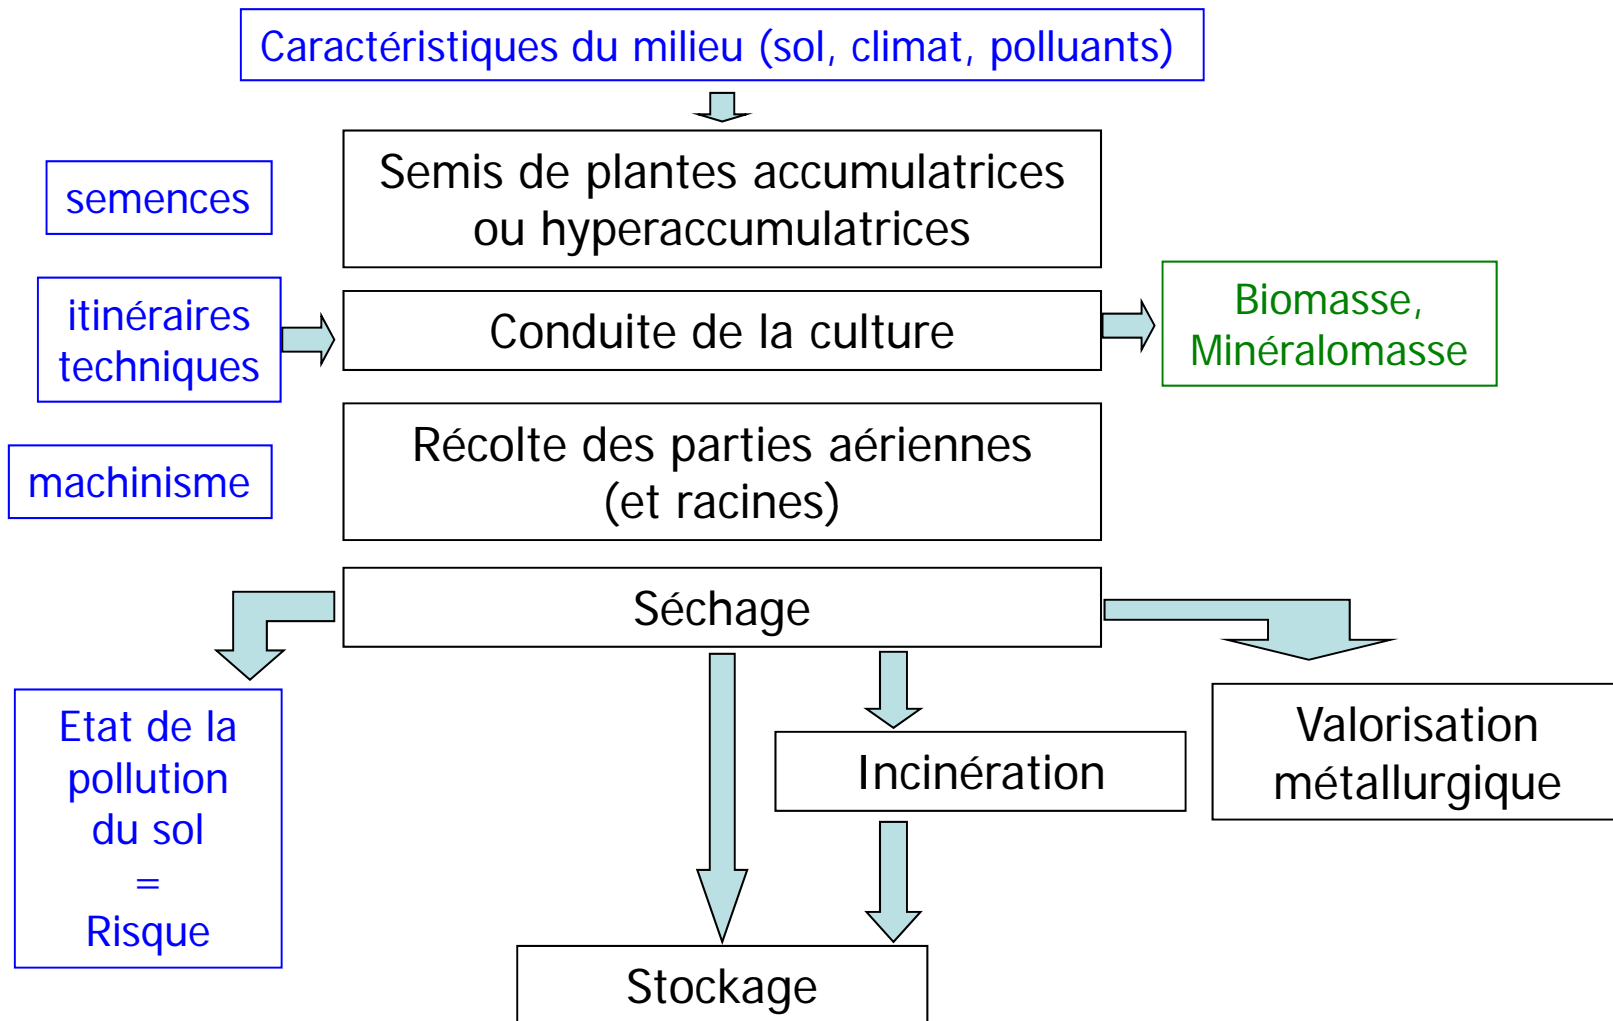 Caractéristiques du milieu (sol, climat, polluants)
semences
Semis de plantes accumulatrices
ou hyperaccumulatrices
itinéraires
techniques
Conduite de la culture
Biomasse,
Minéralomasse
machinisme
Récolte des parties aériennes
(et racines)
Séchage
Etat de la
pollution
du sol
=
Risque
Incinération
Valorisation
métallurgique
Stockage